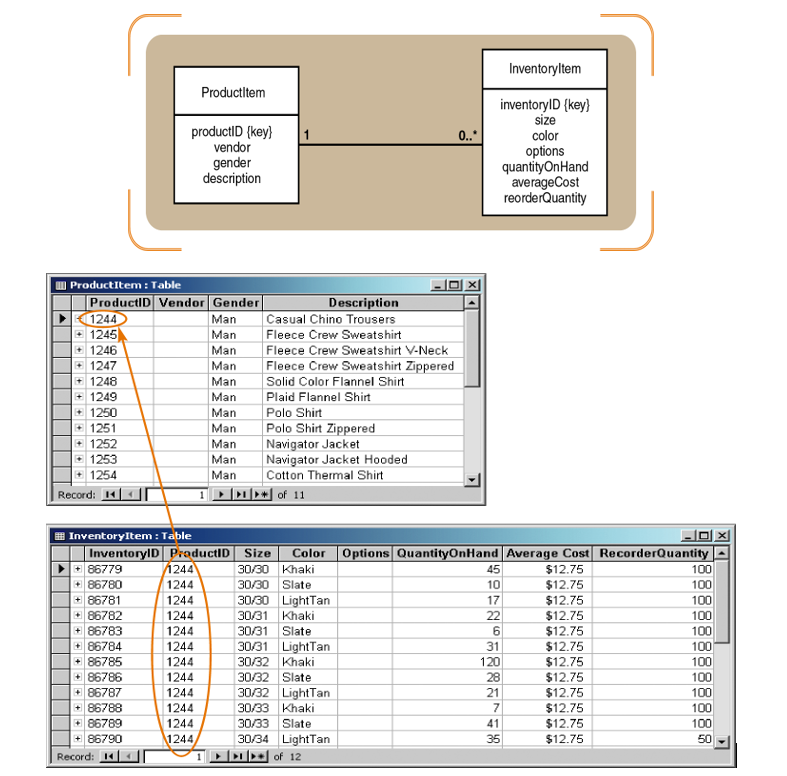 ProductItem
productID {key}
vendor
gender
description
1
0..*
InventoryItem
inventoryID {key}
size
color
options
quantityOnHand
averageCost
reorderQuantity
ProductItem : Table
ProductID Vendor Gender Description
1244 Man Casual Chino Trousers
1245 Man Fleece Crew Sweatshirt
1246 Man Fleece Crew Sweatshirt V-Neck
1247 Man Fleece Crew Sweatshirt Zippered
1248 Man Solid Color Flannel Shirt
1249 Man Plaid Flannel Shirt
1250 Man Polo Shirt
1251 Man Polo Shirt Zippered
1252 Man Navigator Jacket
1253 Man Navigator Jacket Hooded
1254 Man Cotton Thermal Shirt
Record: 1 of 11
InventoryItem : Table
InventoryID ProductID Size Color Options QuantityOnHand Average Cost RecorderQuantity
86779 1244 30/30 Khaki 45 $12.75 100
86780 1244 30/30 Slate 10 $12.75 100
86781 1244 30/30 LightTan 17 $12.75 100
86782 1244 30/31 Khaki 22 $12.75 100
86783 1244 30/31 Slate 6 $12.75 100
86784 1244 30/31 LightTan 31 $12.75 100
86785 1244 30/32 Khaki 120 $12.75 100
86786 1244 30/32 Slate 28 $12.75 100
86787 1244 30/32 LightTan 21 $12.75 100
86788 1244 30/33 Khaki 7 $12.75 100
86789 1244 30/33 Slate 41 $12.75 100
86790 1244 30/34 LightTan 35 $12.75 50
Record: 1 of 12